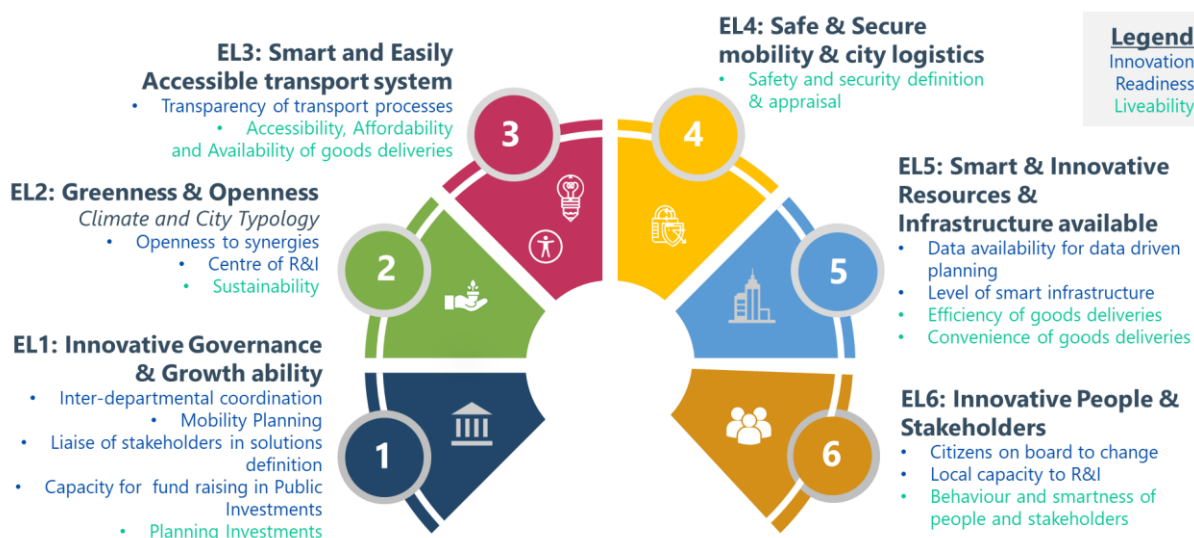 EL3: Smart and Easily
Accessible transport system
• Transparency of transport processes
• Accessibility, Affordability
and Availability of goods deliveries
3
EL4: Safe & Secure
mobility & city logistics
• Safety and security definition
& appraisal
4
Legend
Innovation
Readiness
Liveability
EL2: Greenness & Openness
Climate and City Typology
• Openness to synergies
• Centre of R&I
• Sustainability
2
EL5: Smart & Innovative
Resources &
Infrastructure available
• Data availability for data driven
planning
• Level of smart infrastructure
• Efficiency of goods deliveries
• Convenience of goods deliveries
5
EL1: Innovative Governance
& Growth ability
• Inter-departmental coordination
• Mobility Planning
• Liaise of stakeholders in solutions
definition
• Capacity for fund raising in Public
Investments
• Planning Investments
1
EL6: Innovative People &
Stakeholders
• Citizens on board to change
• Local capacity to R&I
• Behaviour and smartness of
people and stakeholders
6